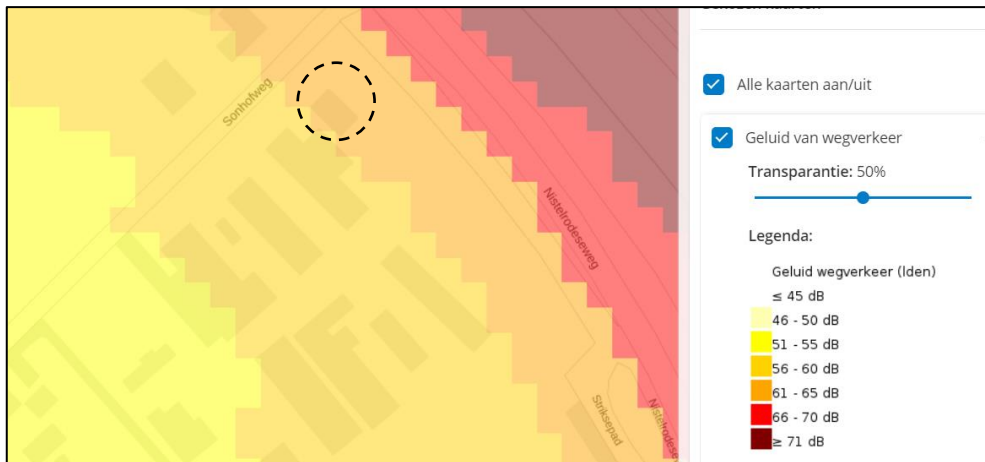 Sonhofweg
Nistelrodeseweg
Striksepad
Alle kaarten aan/uit
Geluid van wegverkeer
Transparantie: 50%
Legenda:
Geluid wegverkeer (lden)
≤ 45 dB
46 - 50 dB
51 - 55 dB
56 - 60 dB
61 - 65 dB
66 - 70 dB
≥ 71 dB